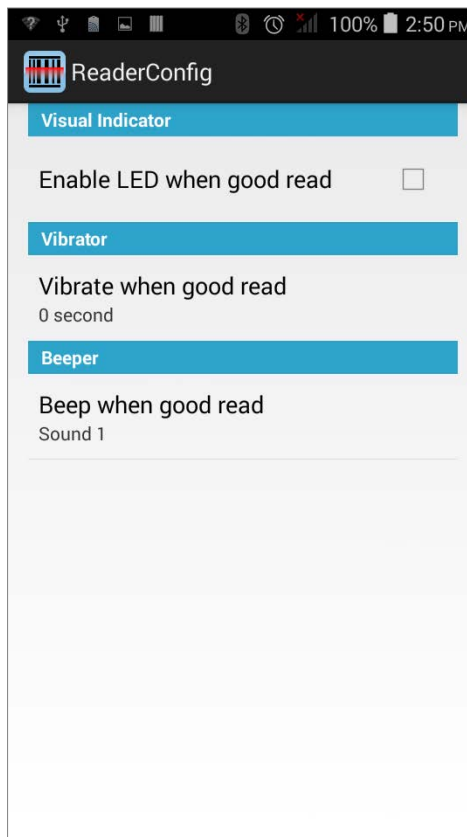 100% 2:50 PM
ReaderConfig
Visual Indicator
Enable LED when good read
Vibrator
Vibrate when good read
0 second
Beeper
Beep when good read
Sound 1